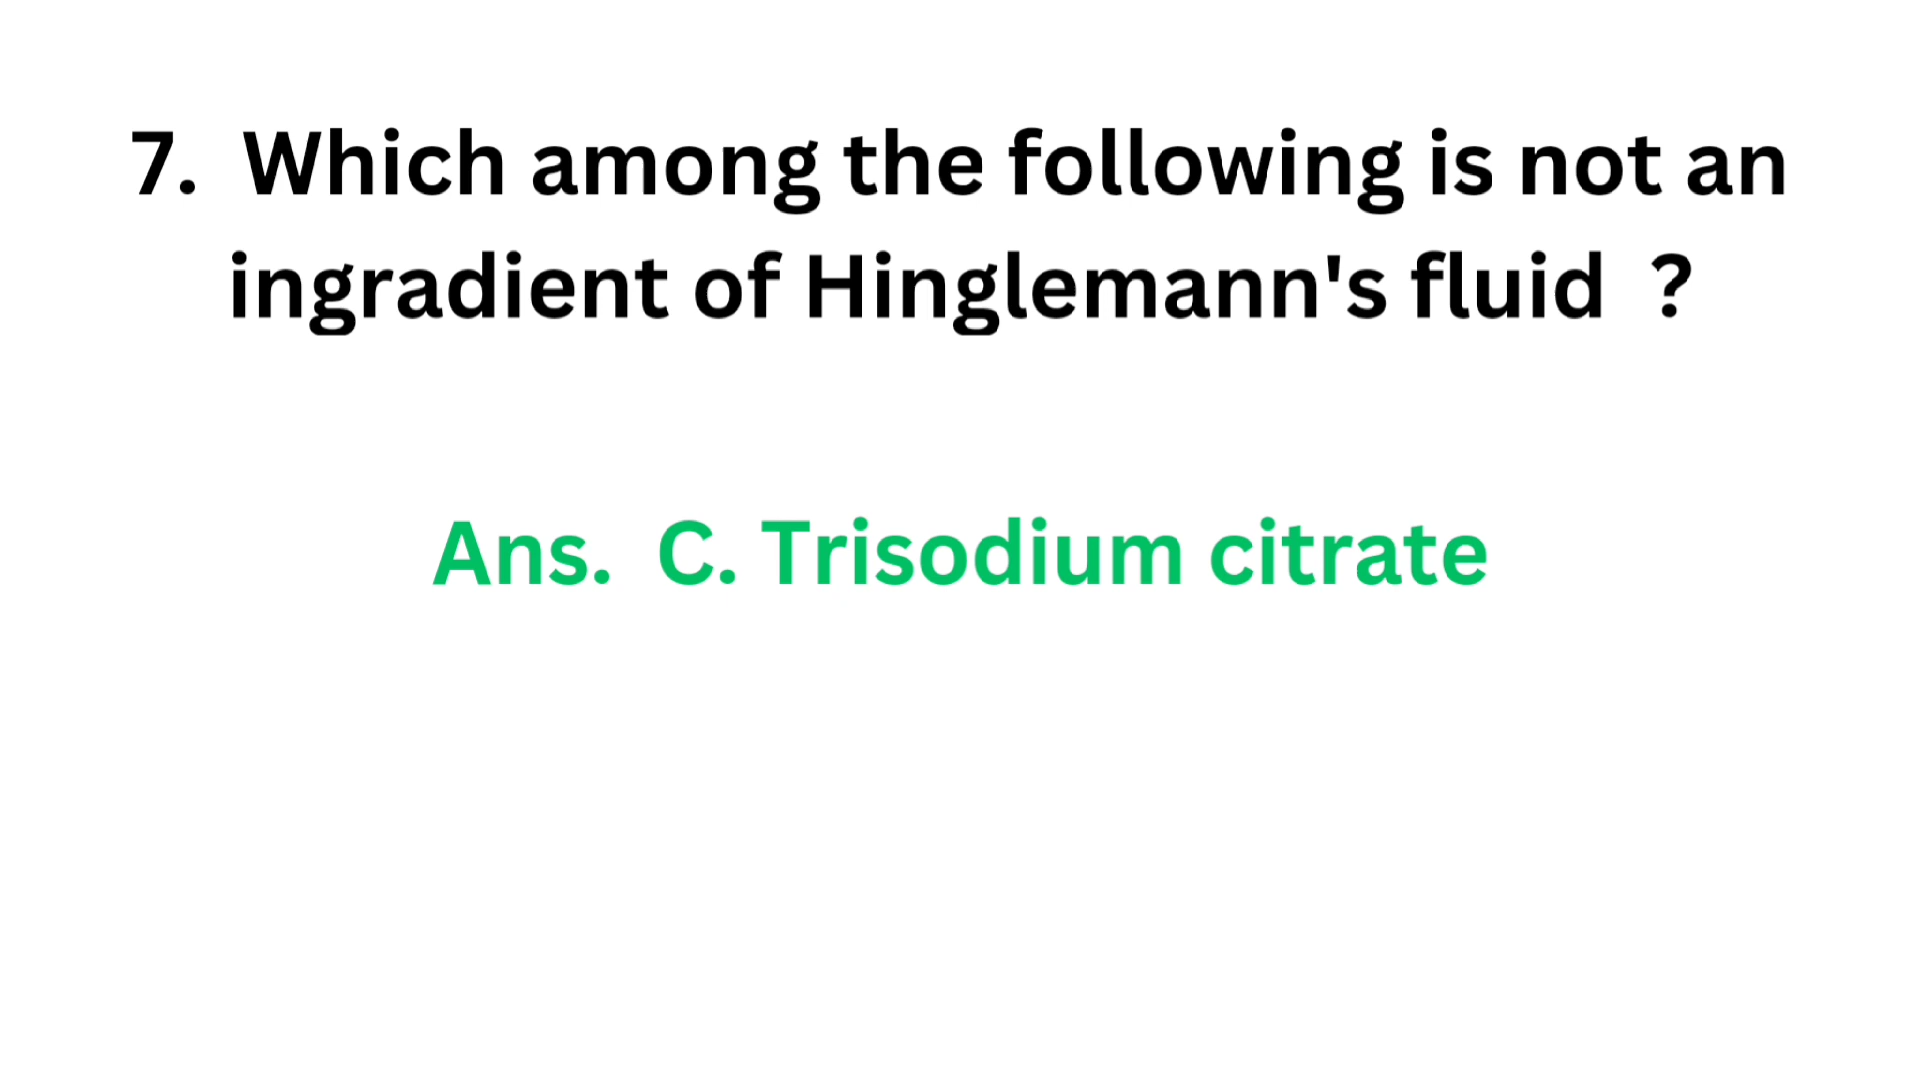 7. Which among the following is not an
ingradient of Hinglemann's fluid ?
Ans. C. Trisodium citrate